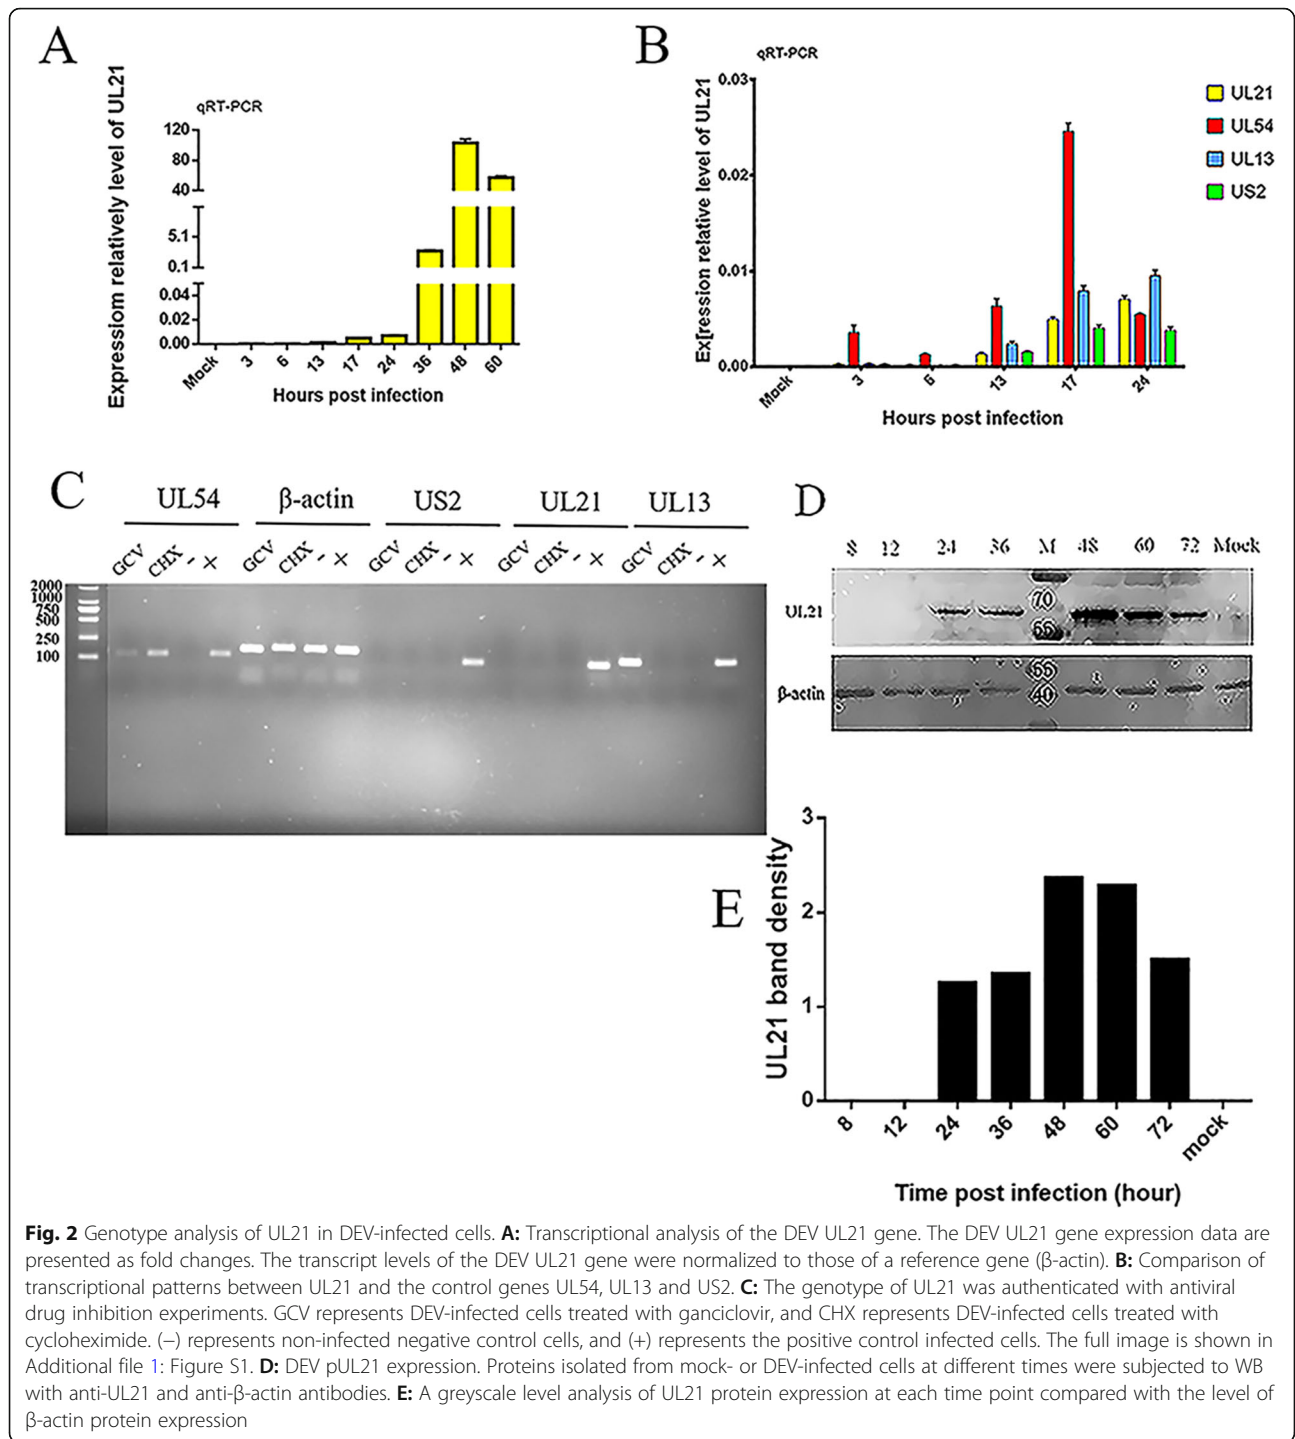 A
qRT-PCR
Expressiom relatively level of UL21
120
80
40
5.1
0.1
0.04
0.02
0.00
Mock 3 6 13 17 24 36 48 60
Hours post infection
B
qRT-PCR
Ex[ression relative level of UL21
0.03
0.02
0.01
0.00
Mock 3 6 13 17 24
Hours post infection
UL21
UL54
UL13
US2
C
UL54 β-actin US2 UL21 UL13
GCV CHX - + GCV CHX - + GCV CHX - + GCV CHX - + GCV CHX - +
2000
1000
750
500
250
100
D
8 12 24 36 M 48 60 72 Mock
UL21
70
55
β-actin
55
40
E
UL21 band density
3
2
1
0
8 12 24 36 48 60 72 mock
Time post infection (hour)
Fig. 2 Genotype analysis of UL21 in DEV-infected cells. A: Transcriptional analysis of the DEV UL21 gene. The DEV UL21 gene expression data are
presented as fold changes. The transcript levels of the DEV UL21 gene were normalized to those of a reference gene (β-actin). B: Comparison of
transcriptional patterns between UL21 and the control genes UL54, UL13 and US2. C: The genotype of UL21 was authenticated with antiviral
drug inhibition experiments. GCV represents DEV-infected cells treated with ganciclovir, and CHX represents DEV-infected cells treated with
cycloheximide. (−) represents non-infected negative control cells, and (+) represents the positive control infected cells. The full image is shown in
Additional file 1: Figure S1. D: DEV pUL21 expression. Proteins isolated from mock- or DEV-infected cells at different times were subjected to WB
with anti-UL21 and anti-β-actin antibodies. E: A greyscale level analysis of UL21 protein expression at each time point compared with the level of
β-actin protein expression